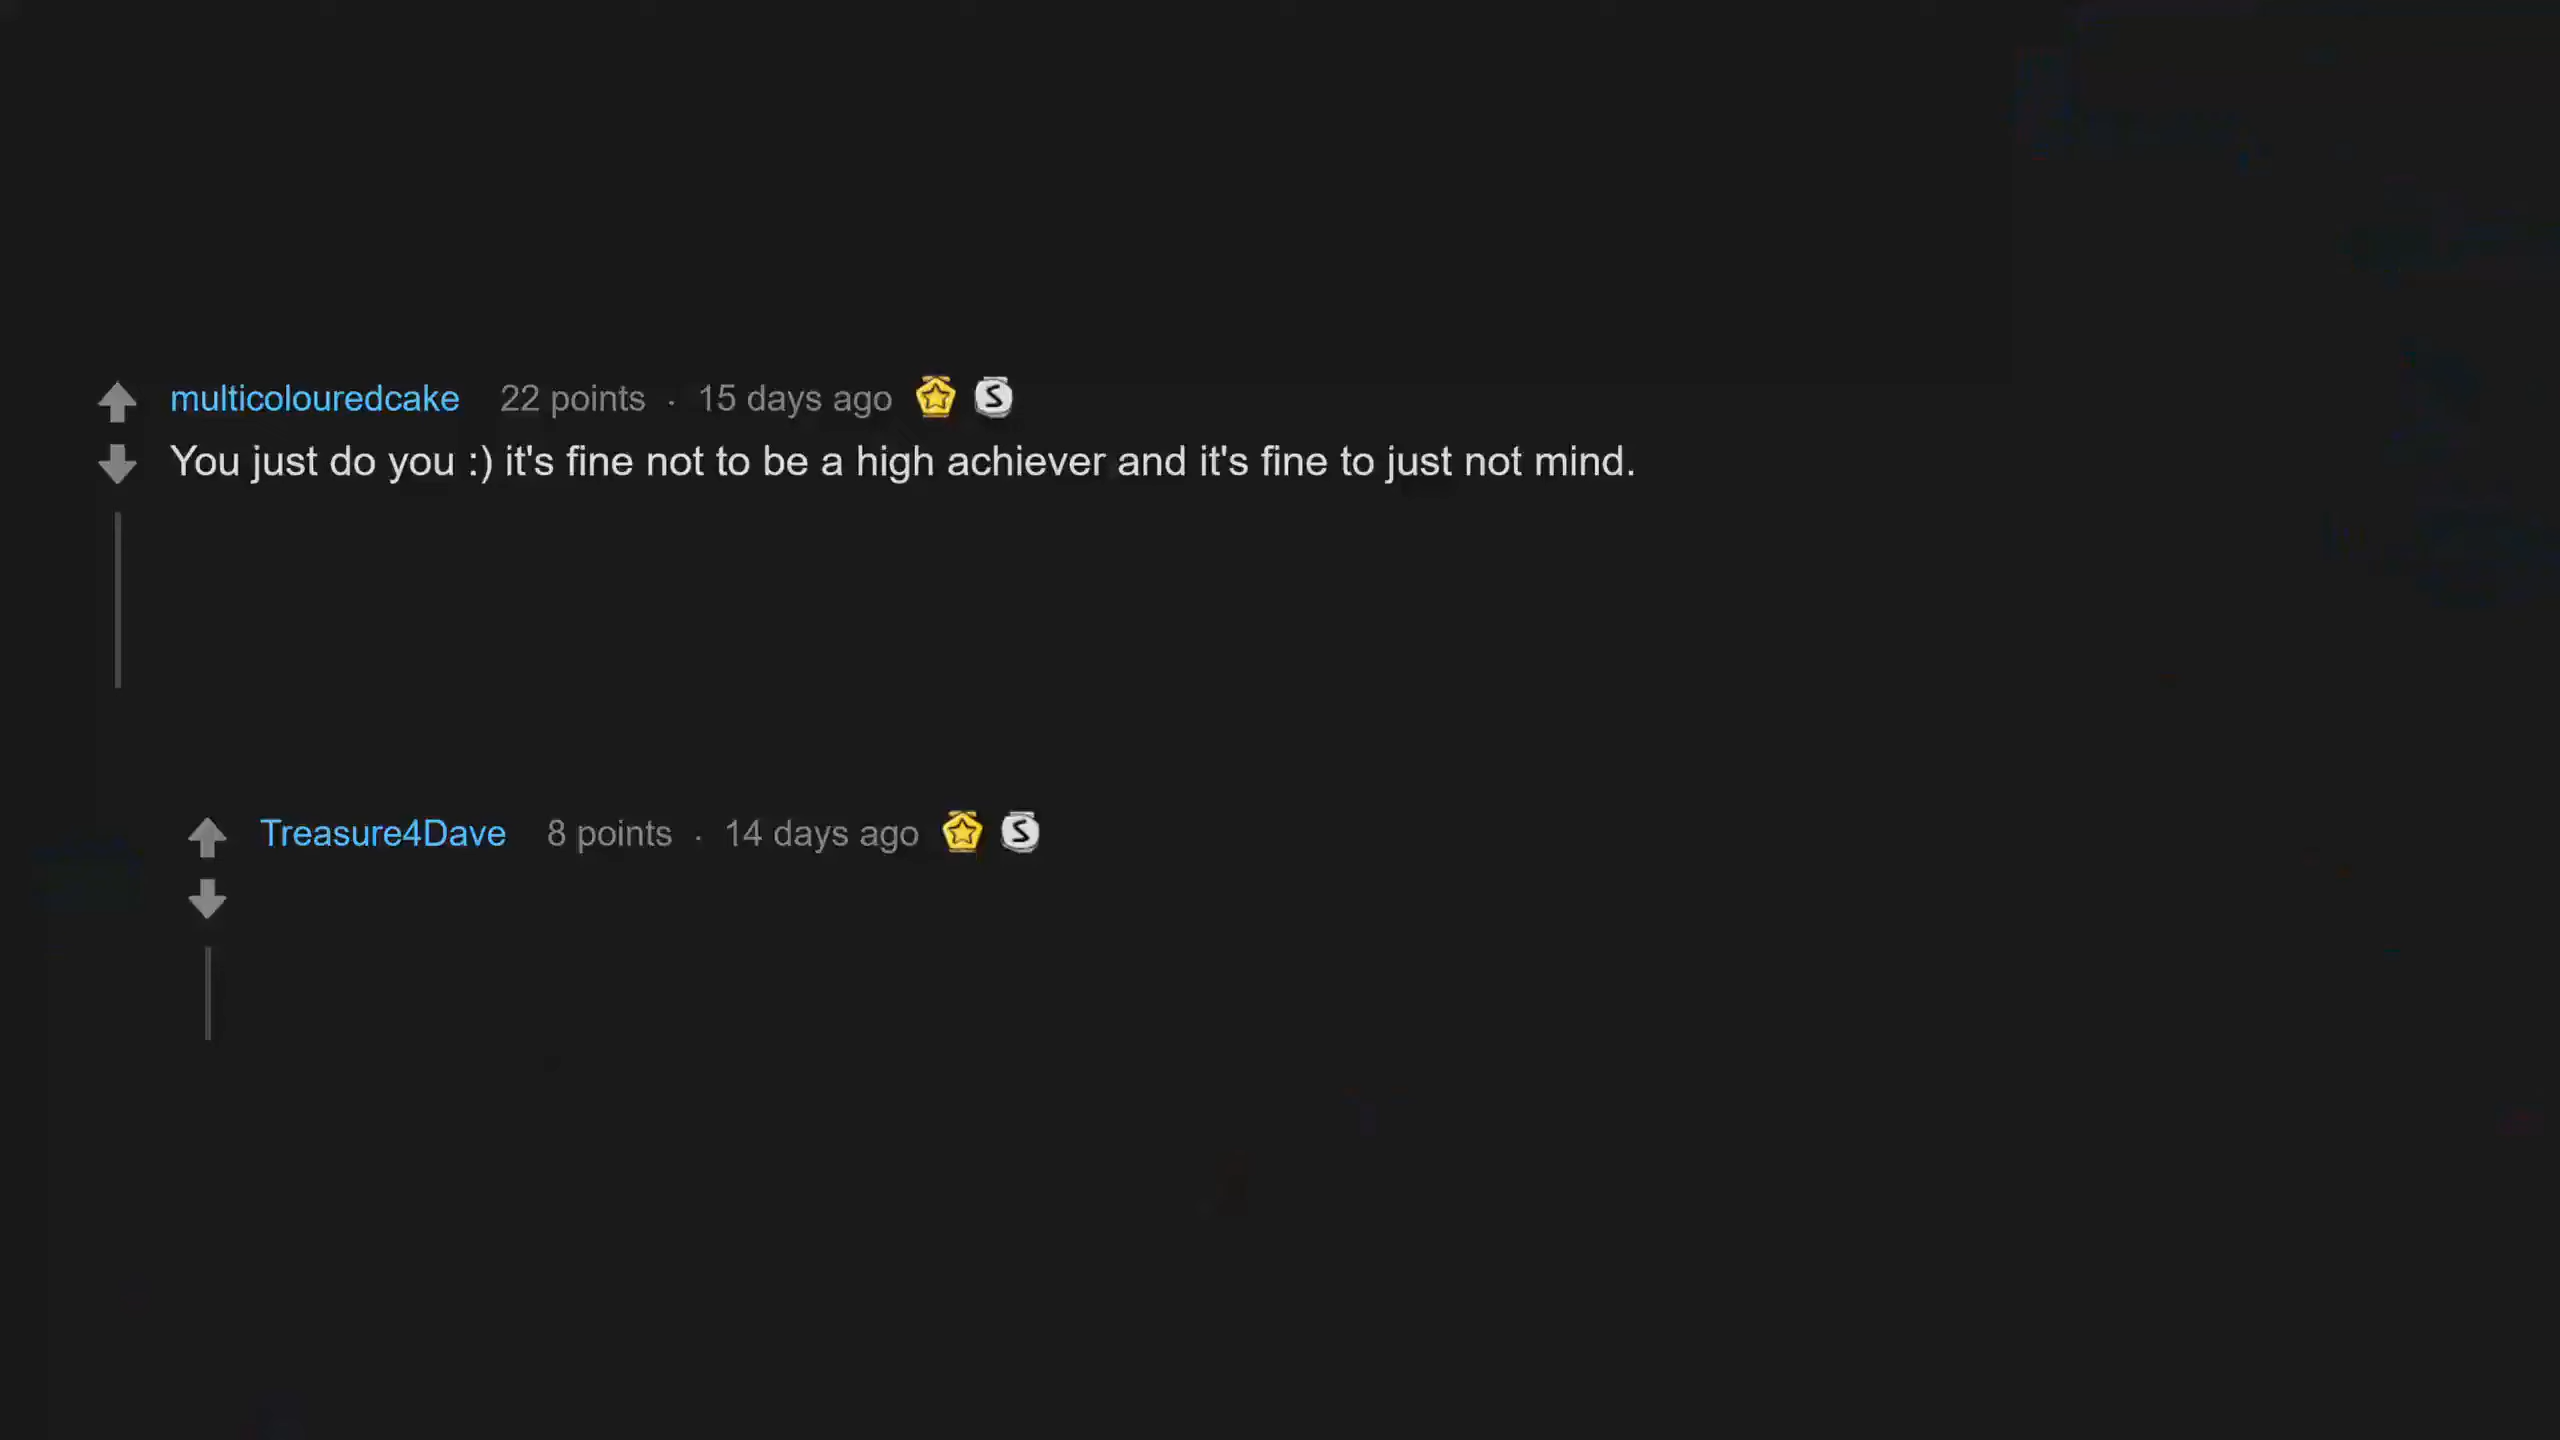 multicolouredcake 22 points · 15 days ago
You just do you :) it's fine not to be a high achiever and it's fine to just not mind.
Treasure4Dave 8 points · 14 days ago